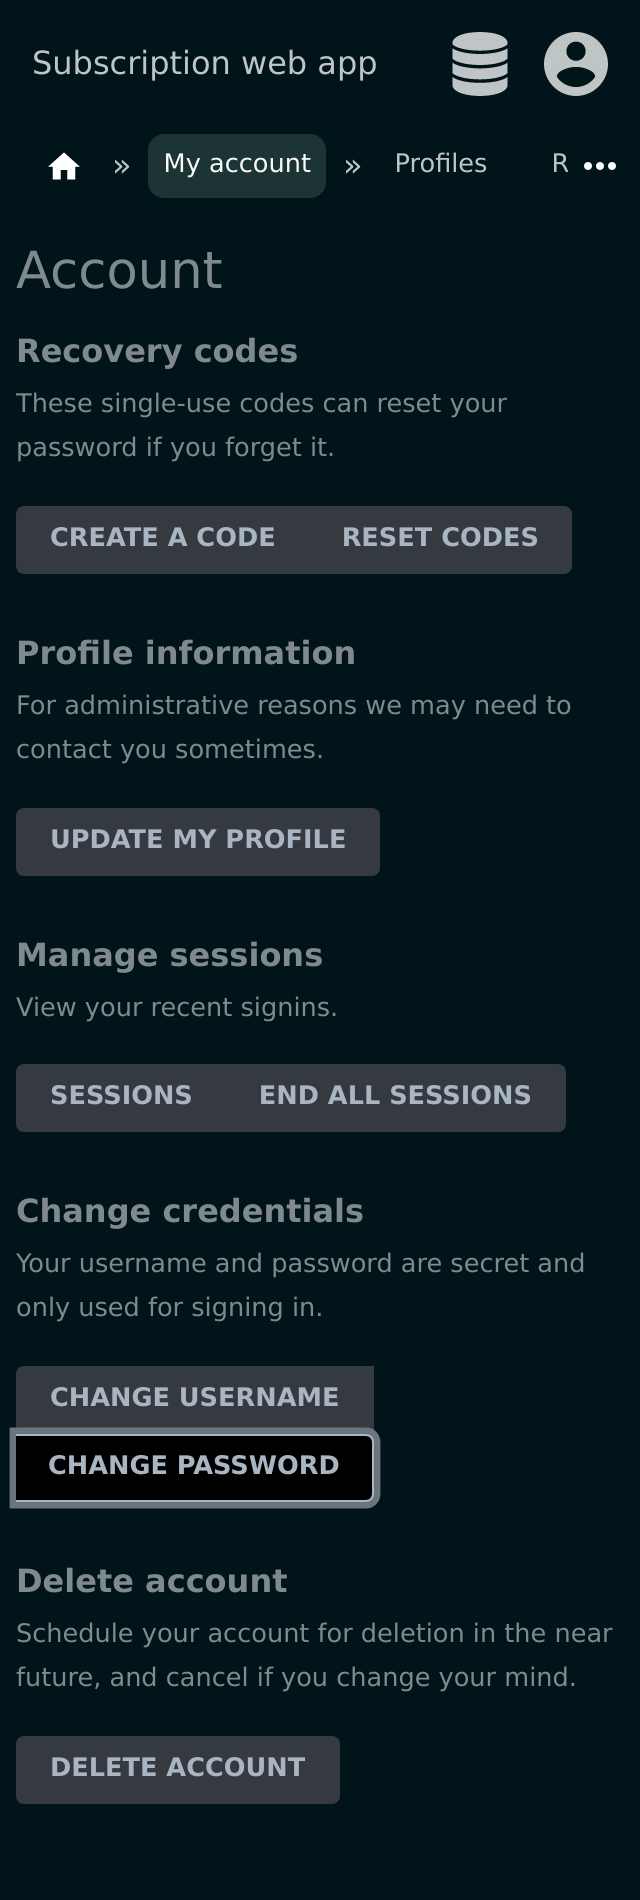 Subscription web app
» My account » Profiles R •••
Account
Recovery codes
These single-use codes can reset your
password if you forget it.
CREATE A CODE RESET CODES
Profile information
For administrative reasons we may need to
contact you sometimes.
UPDATE MY PROFILE
Manage sessions
View your recent signins.
SESSIONS END ALL SESSIONS
Change credentials
Your username and password are secret and
only used for signing in.
CHANGE USERNAME
CHANGE PASSWORD
Delete account
Schedule your account for deletion in the near
future, and cancel if you change your mind.
DELETE ACCOUNT